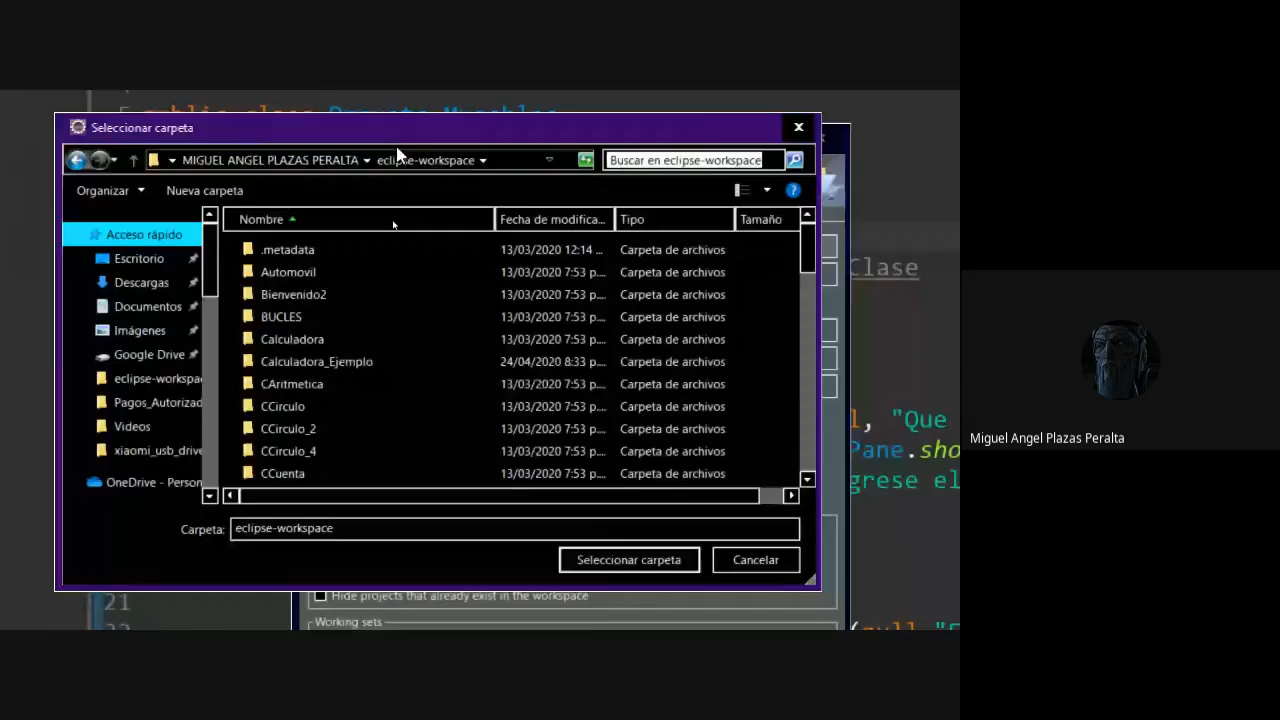 5 public class
Seleccionar carpeta
MIGUEL ANGEL PLAZAS PERALTA eclipse-workspace
Buscar en eclipse-workspace
Organizar
Nueva carpeta
Nombre
Fecha de modifica...
Tipo
Tamaño
Acceso rápido
Escritorio
Descargas
Documentos
Imágenes
Google Drive
eclipse-workspa
Pagos_Autorizad
Videos
xiaomi_usb_drive
OneDrive - Person
.metadata 13/03/2020 12:14 ... Carpeta de archivos
Automovil 13/03/2020 7:53 p.... Carpeta de archivos
Bienvenido2 13/03/2020 7:53 p.... Carpeta de archivos
BUCLES 13/03/2020 7:53 p.... Carpeta de archivos
Calculadora 13/03/2020 7:53 p.... Carpeta de archivos
Calculadora_Ejemplo 24/04/2020 8:33 p.... Carpeta de archivos
CAritmetica 13/03/2020 7:53 p.... Carpeta de archivos
CCirculo 13/03/2020 7:53 p.... Carpeta de archivos
CCirculo_2 13/03/2020 7:53 p.... Carpeta de archivos
CCirculo_4 13/03/2020 7:53 p.... Carpeta de archivos
CCuenta 13/03/2020 7:53 p.... Carpeta de archivos
Carpeta: eclipse-workspace
Seleccionar carpeta
Cancelar
Clase
l, "Que
Pane.sho
grese el
21
Hide projects that already exist in the workspace
Working sets
(null,"E
Miguel Angel Plazas Peralta